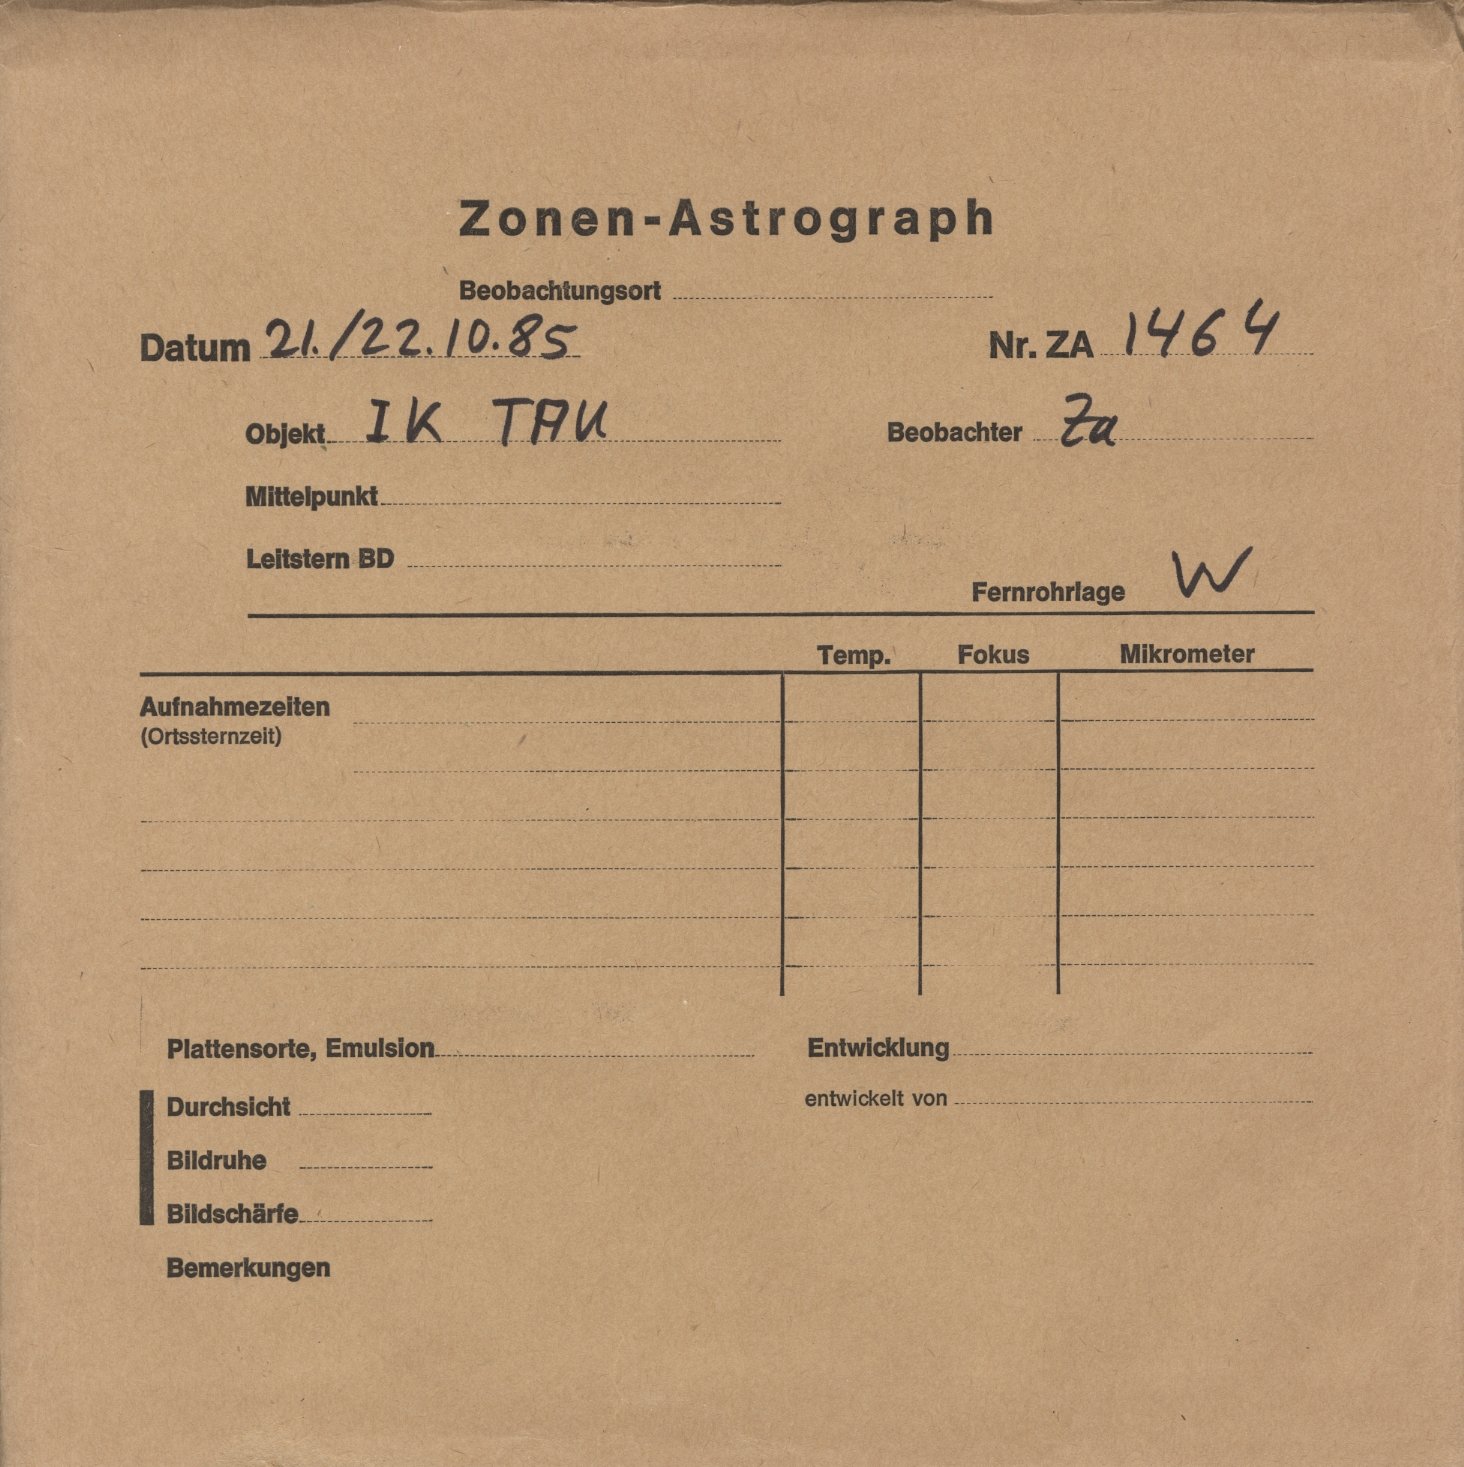 Zonen-Astrograph
Beobachtungsort
Datum 21./22.10.85 Nr. ZA 1464
Objekt IK TAU Beobachter Za
Mittelpunkt
Leitstern BD
Fernrohrlage W
Temp. Fokus Mikrometer
Aufnahmezeiten
(Ortssternzeit)
Plattensorte, Emulsion Entwicklung
Durchsicht entwickelt von
Bildruhe
Bildschärfe
Bemerkungen